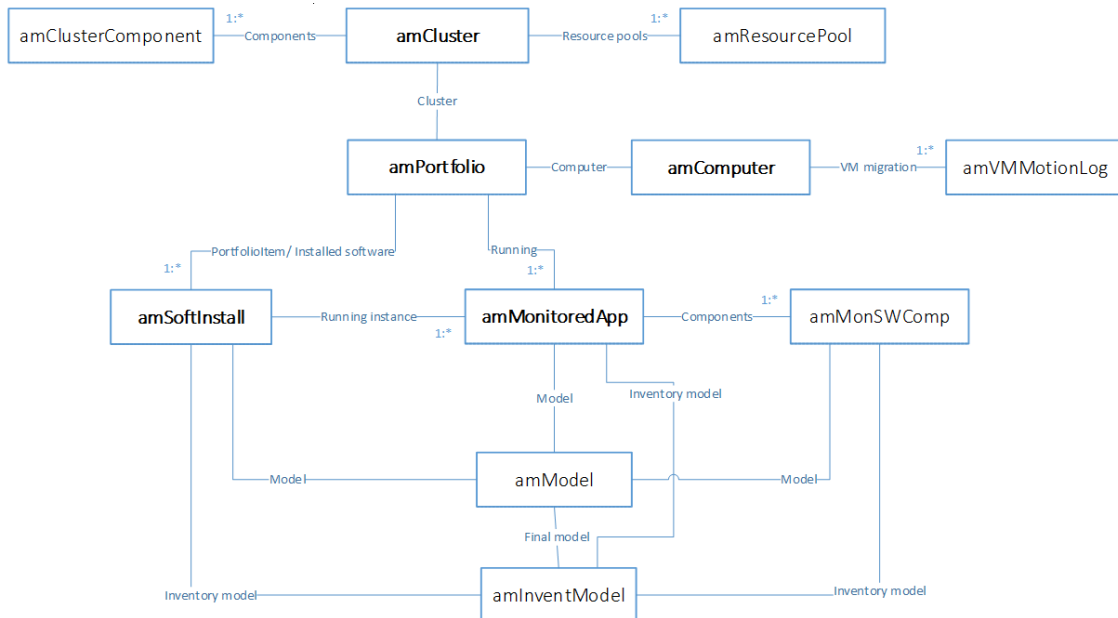 1:*
1:*
amClusterComponent
Components
amCluster
Resource pools
amResourcePool
Cluster
1:*
amPortfolio
Computer
amComputer
VM migration
amVMMotionLog
PortfolioItem/ Installed software
Running
1:*
1:*
1:*
amSoftInstall
Running instance
amMonitoredApp
Components
amMonSWComp
1:*
Model
Inventory model
Model
amModel
Model
Final model
Inventory model
amInventModel
Inventory model